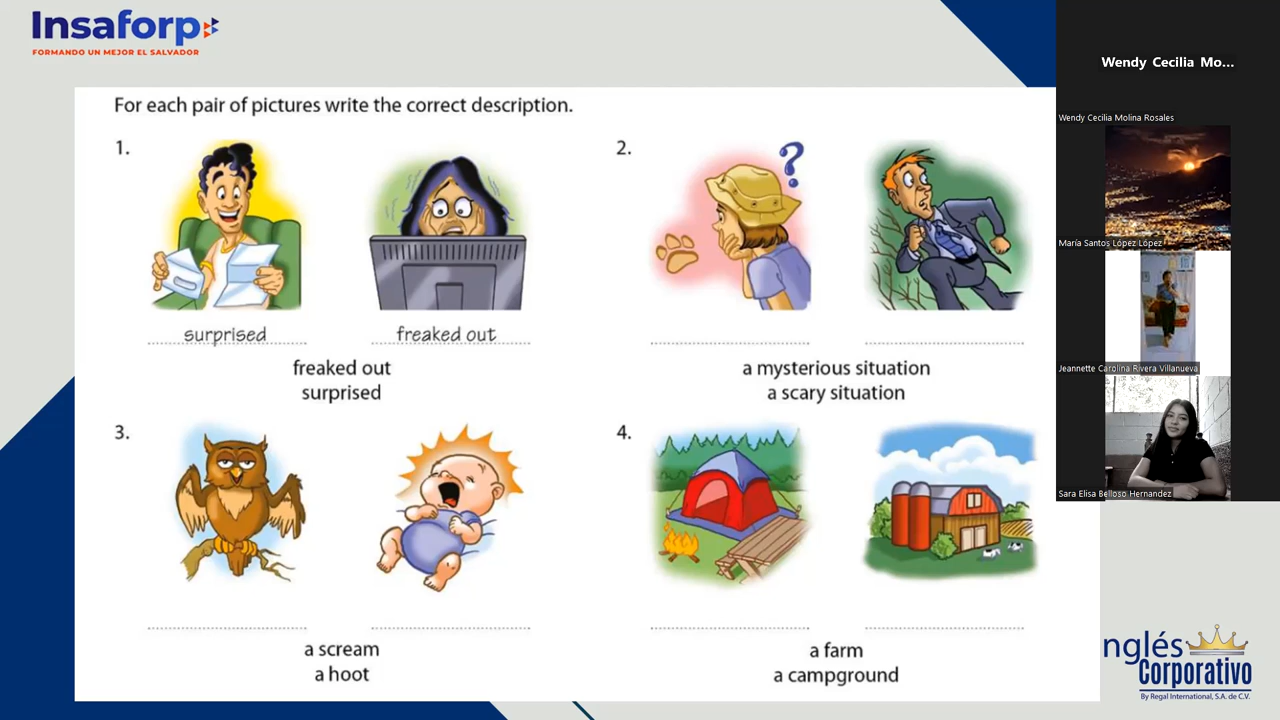 Insaforp
FORMANDO UN MEJOR EL SALVADOR
For each pair of pictures write the correct description.
1.
surprised
freaked out
freaked out
surprised
2.
?
a mysterious situation
a scary situation
3.
a scream
a hoot
4.
a farm
a campground
Wendy Cecilia Mo...
Wendy Cecilia Molina Rosales
María Santos López López
Jeannette Carolina Rivera Villanueva
Sara Elisa Belloso Hernandez
nglés
Corporativo
By Regal International, S.A. de C.V.